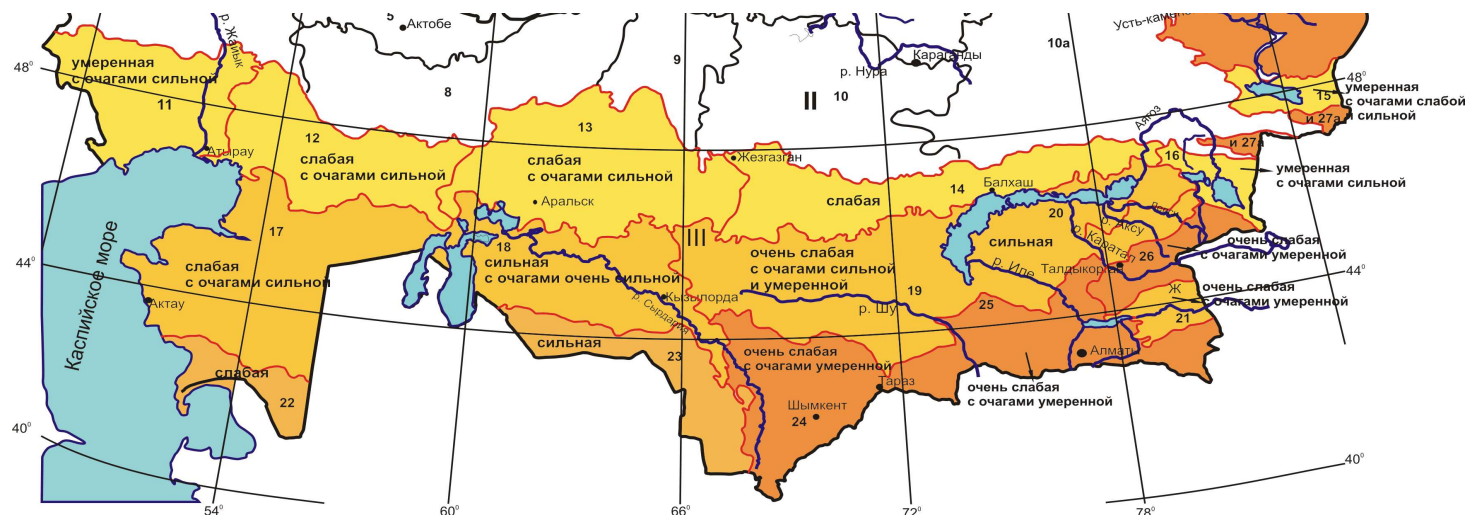 5
Актобе
Усть-камено
р. Жайык
9
10а
Караганды
р. Нура
48°
умеренная
с очагами сильной
11
8
II
10
48°
15
умеренная
с очагами слабой
и сильной
и 27а
Аягоз
12
13
и 27а
Атырау
слабая
с очагами сильной
слабая
с очагами сильной
Жезгазган
16
умеренная
с очагами сильной
14
Балхаш
слабая
Аральск
20
17
III
18
сильная
с очагами очень сильной
очень слабая
с очагами сильной
и умеренной
сильная
р. Аксу
р. Каратал
26
очень слабая
с очагами умеренной
44°
слабая
с очагами сильной
р. Или
Талдыкорган
44°
Каспийское море
Актау
Кызылорда
р. Сырдария
19
р. Шу
25
Ж
очень слабая
с очагами умеренной
21
сильная
23
очень слабая
с очагами умеренной
Алматы
слабая
22
Тараз
очень слабая
с очагами умеренной
Шымкент
24
40°
40°
54°
60°
66°
72°
78°